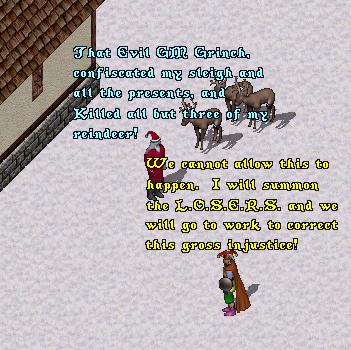 That Evil GM Grinch,
confiscated my sleigh and
all the presents, and
Killed all but three of my
reindeer!
We cannot allow this to
happen. I will summon
the L.O.S.E.R.S. and we
will go to work to correct
this gross injustice!